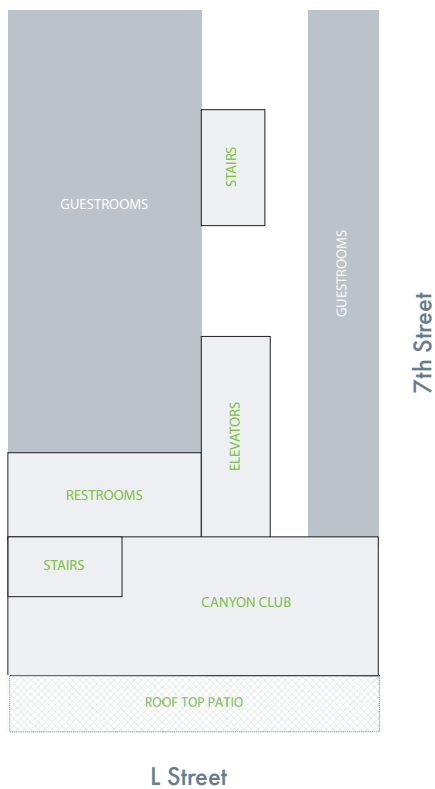 STAIRS
GUESTROOMS
GUESTROOMS
7th Street
ELEVATORS
RESTROOMS
STAIRS
CANYON CLUB
ROOF TOP PATIO
L Street